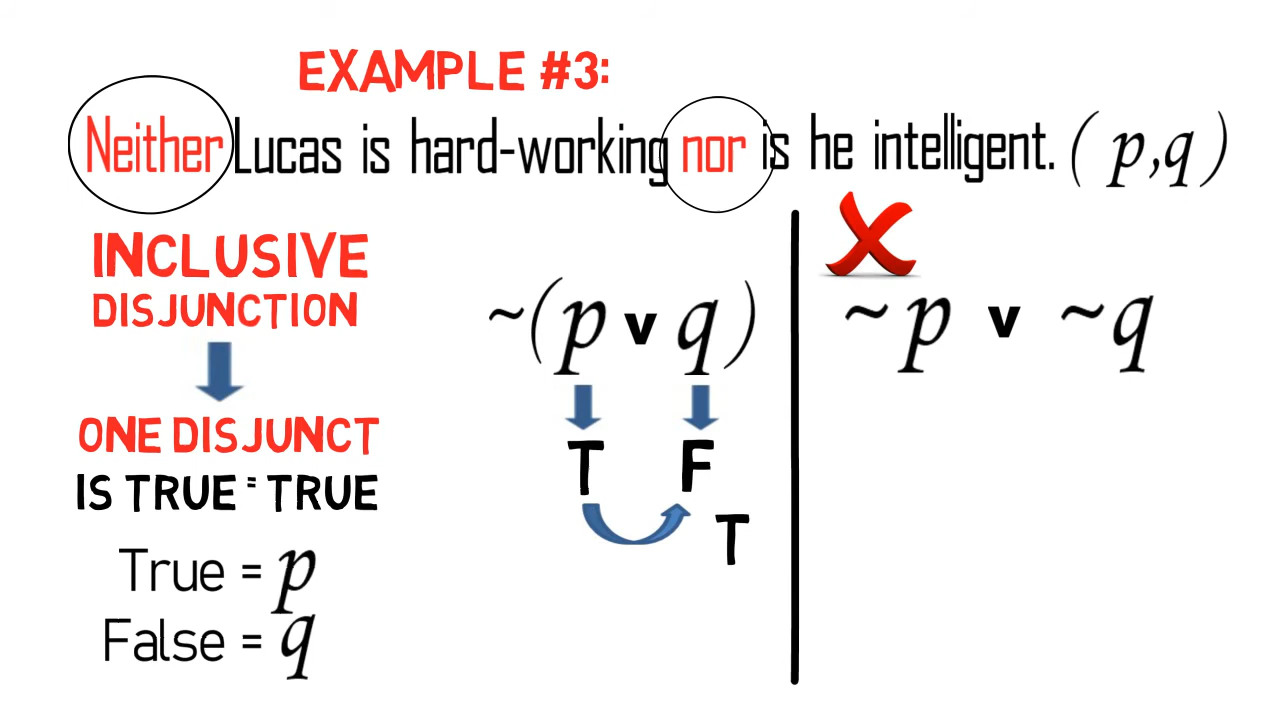 EXAMPLE #3:
Neither Lucas is hard-working nor is he intelligent. ( p,q )
INCLUSIVE
DISJUNCTION
ONE DISJUNCT
IS TRUE = TRUE
True = p
False = q
~( p v q )
T F
T
~p v ~q